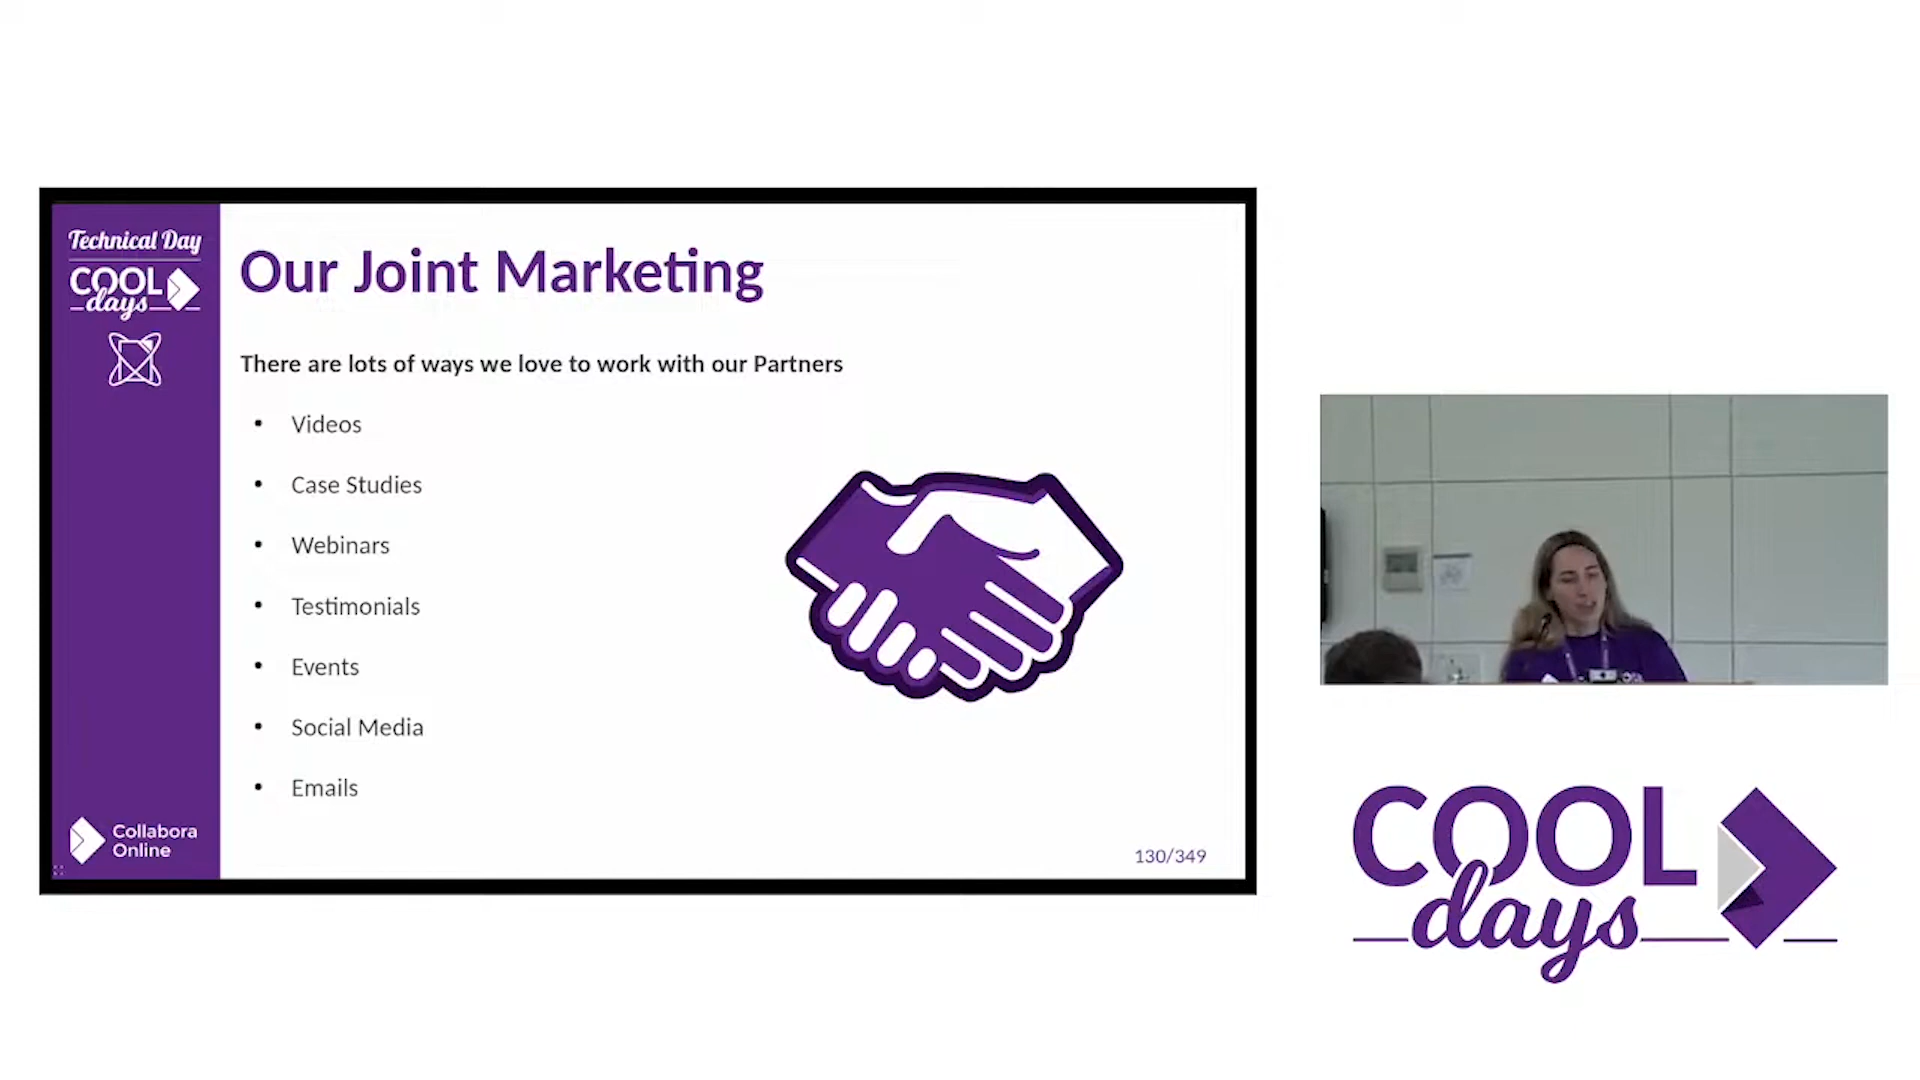 Technical Day
COOL
days
Our Joint Marketing
There are lots of ways we love to work with our Partners
• Videos
• Case Studies
• Webinars
• Testimonials
• Events
• Social Media
• Emails
Collabora
Online
130/349
COOL
days